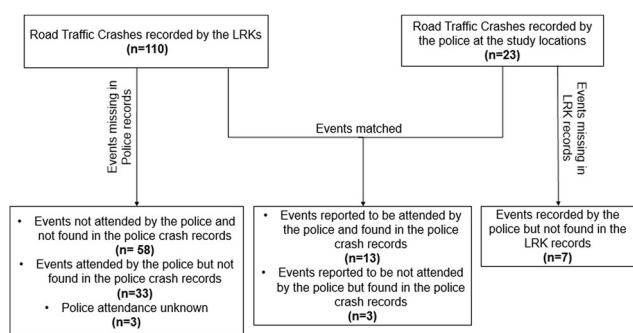 Road Traffic Crashes recorded by the LRKs
(n=110)
Road Traffic Crashes recorded by
the police at the study locations
(n=23)
Events missing in
Police records
Events matched
Events missing in
LRK records
• Events not attended by the police and
not found in the police crash records
(n= 58)
• Events attended by the police but not
found in the police crash records
(n=33)
• Police attendance unknown
(n=3)
• Events reported to be attended by
the police and found in the police
crash records
(n=13)
• Events reported to be not attended
by the police but found in the police
crash records
(n=3)
Events recorded by the
police but not found in the
LRK records
(n=7)